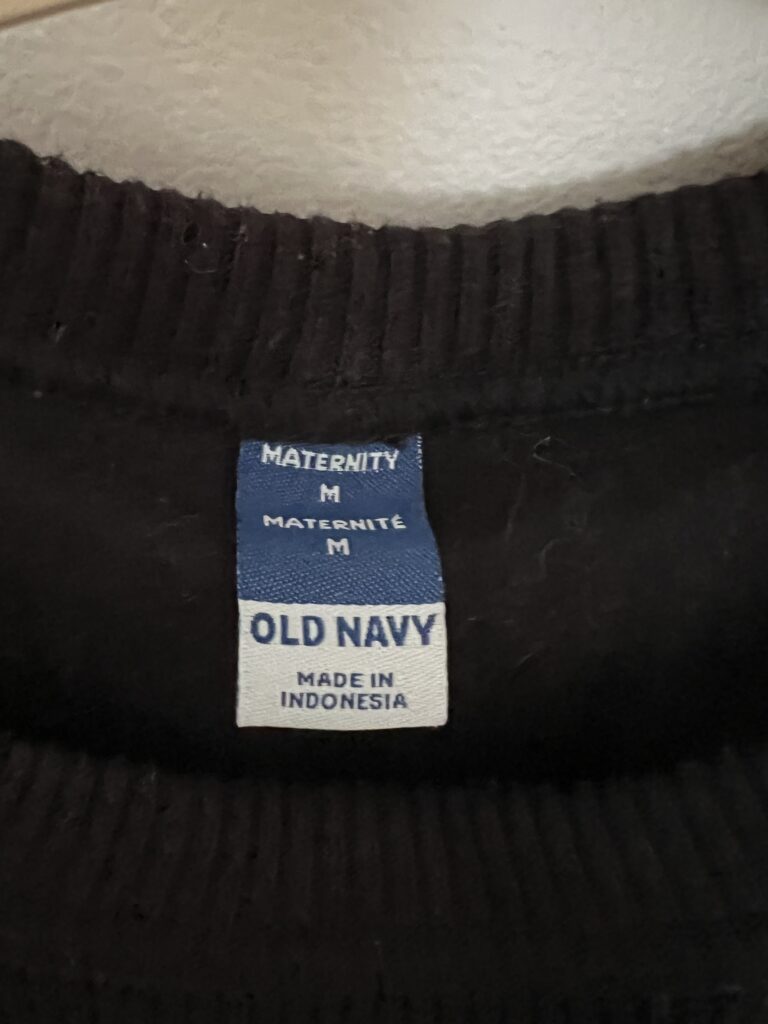 MATERNITY
M
MATERNITÉ
M
OLD NAVY
MADE IN
INDONESIA